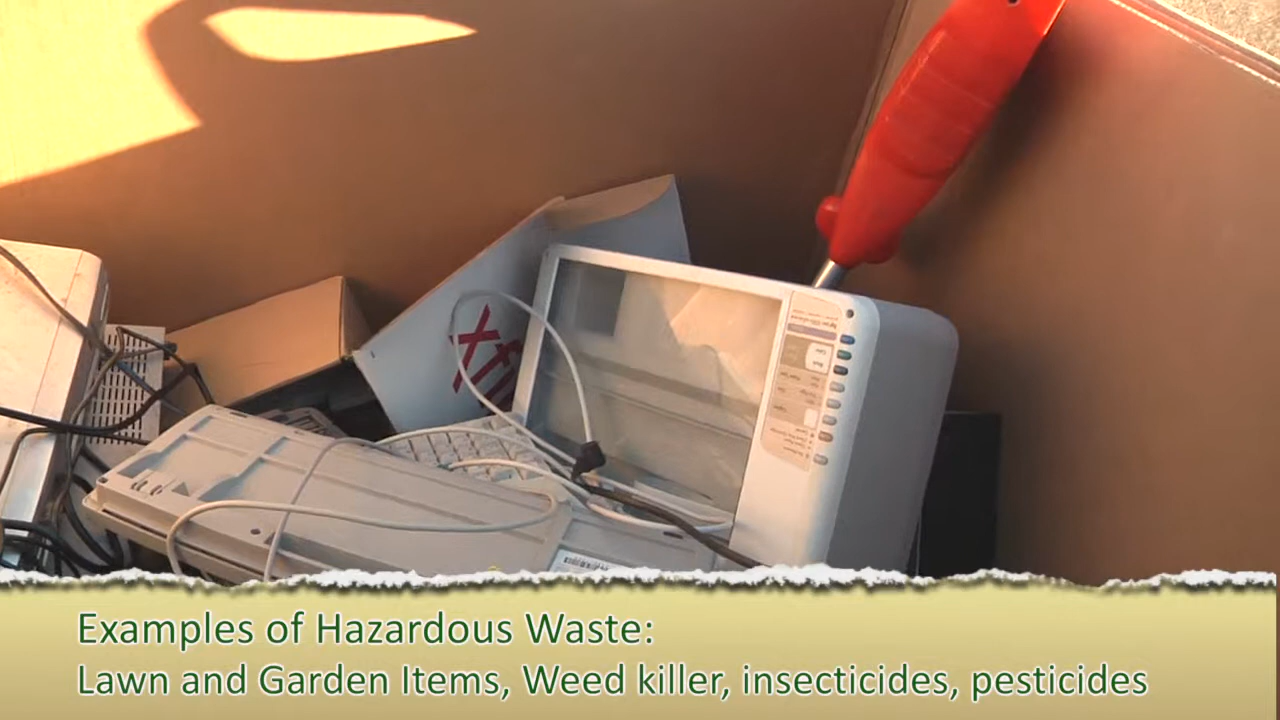 Examples of Hazardous Waste:
Lawn and Garden Items, Weed killer, insecticides, pesticides